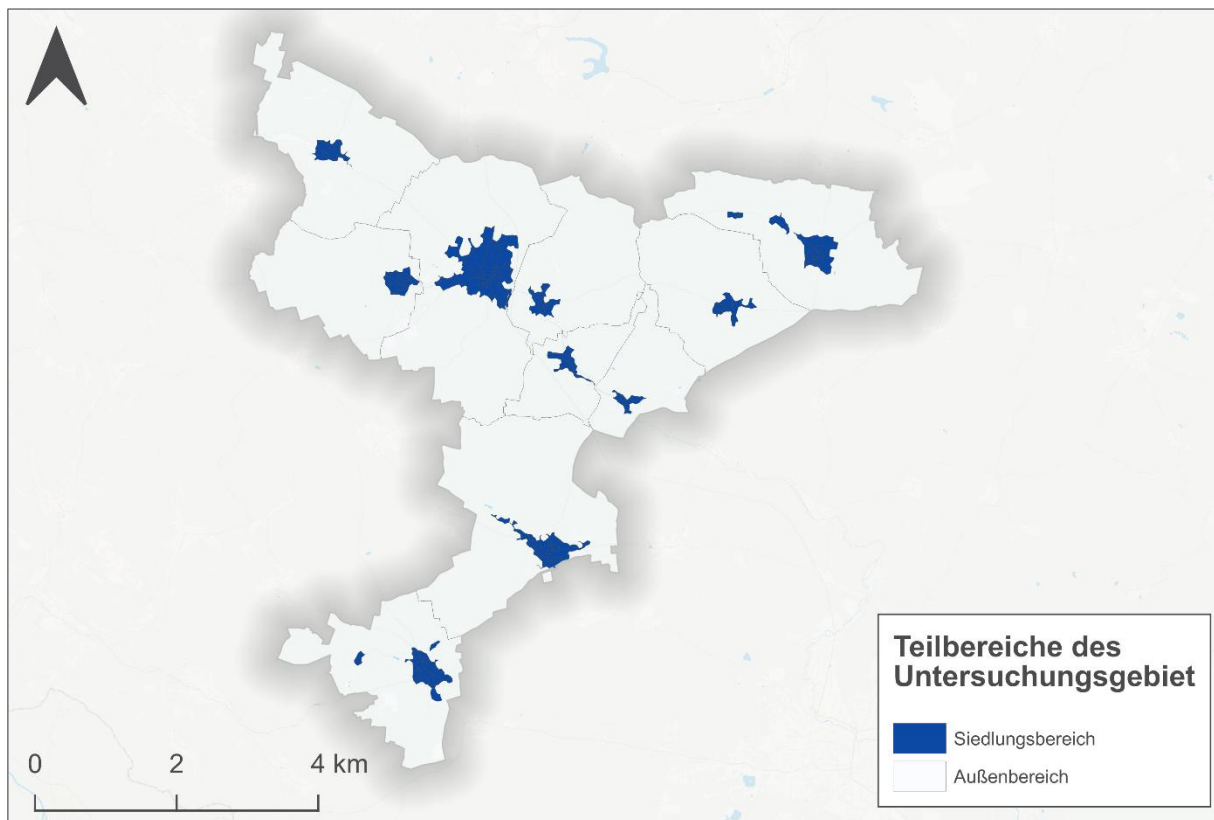 Teilbereiche des
Untersuchungsgebiet
Siedlungsbereich
Außenbereich
0 2 4 km